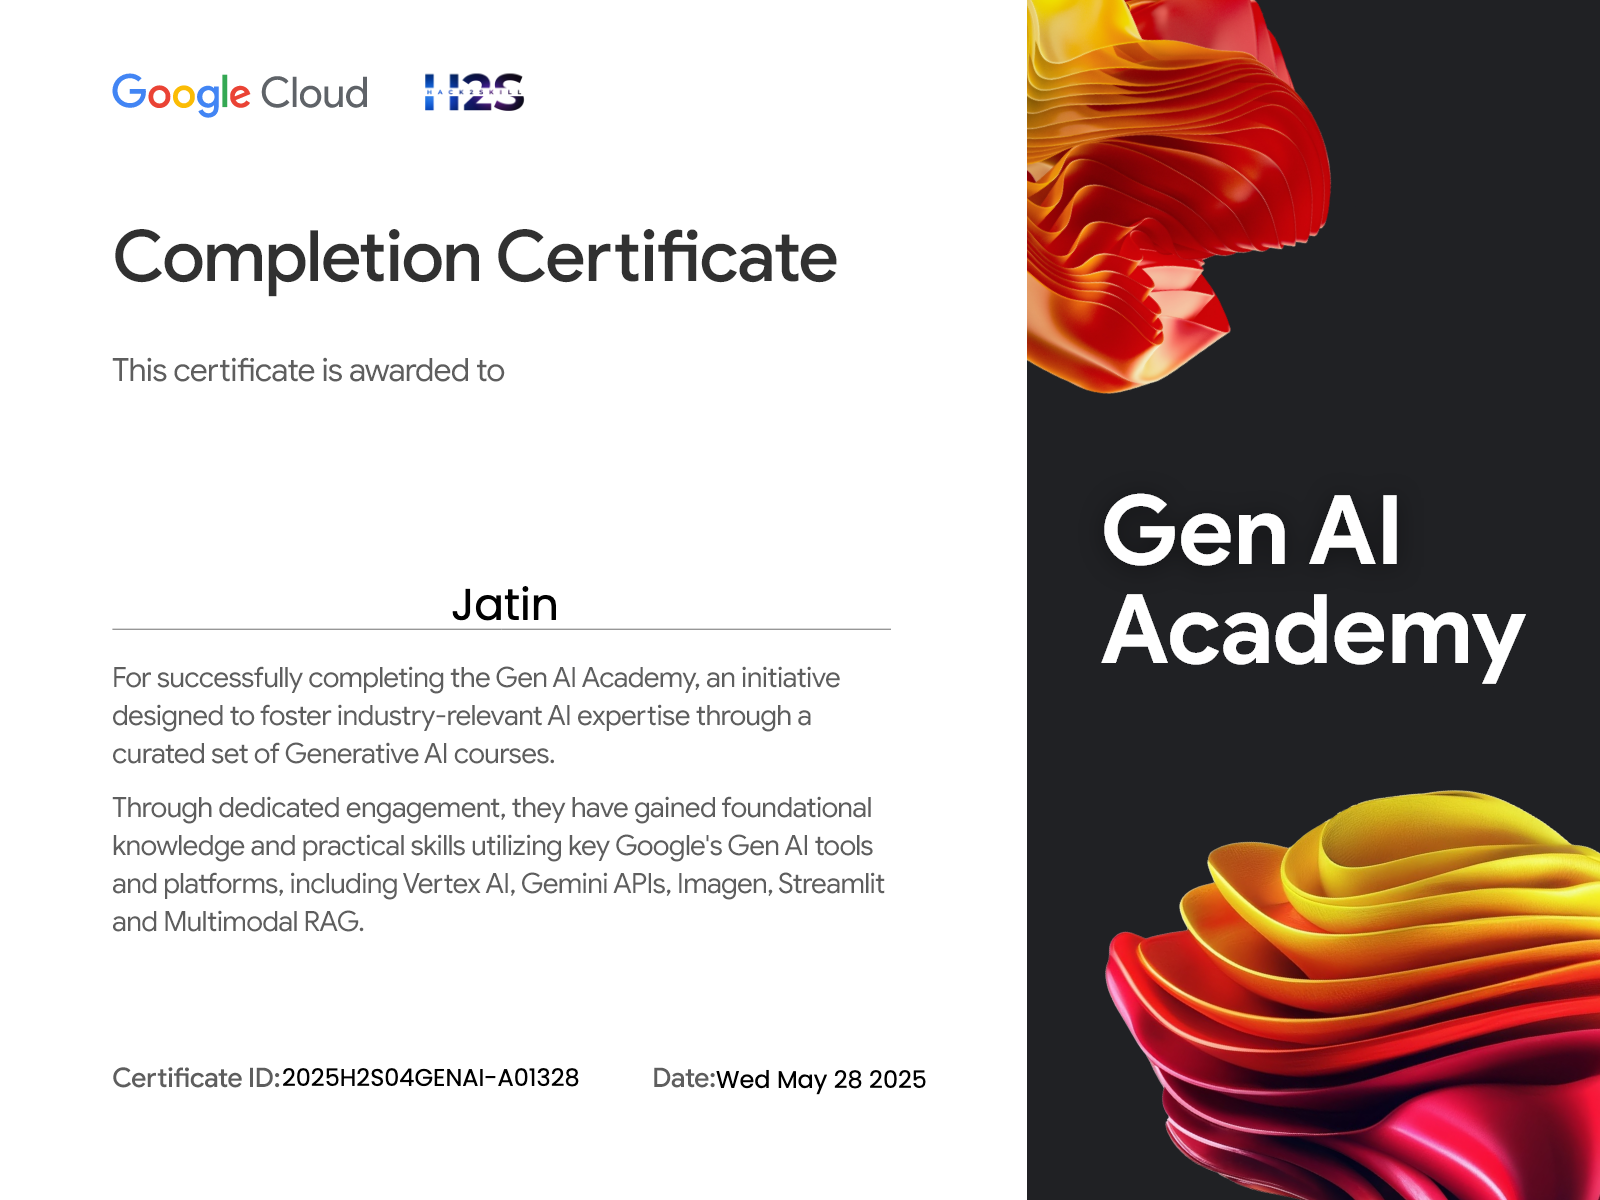 Google Cloud
H2S
HACK2SKILL
Completion Certificate
This certificate is awarded to
Jatin
For successfully completing the Gen AI Academy, an initiative
designed to foster industry-relevant AI expertise through a
curated set of Generative AI courses.
Through dedicated engagement, they have gained foundational
knowledge and practical skills utilizing key Google's Gen AI tools
and platforms, including Vertex AI, Gemini APIs, Imagen, Streamlit
and Multimodal RAG.
Certificate ID:2025H2S04GENAI-A01328
Date:Wed May 28 2025
Gen AI
Academy